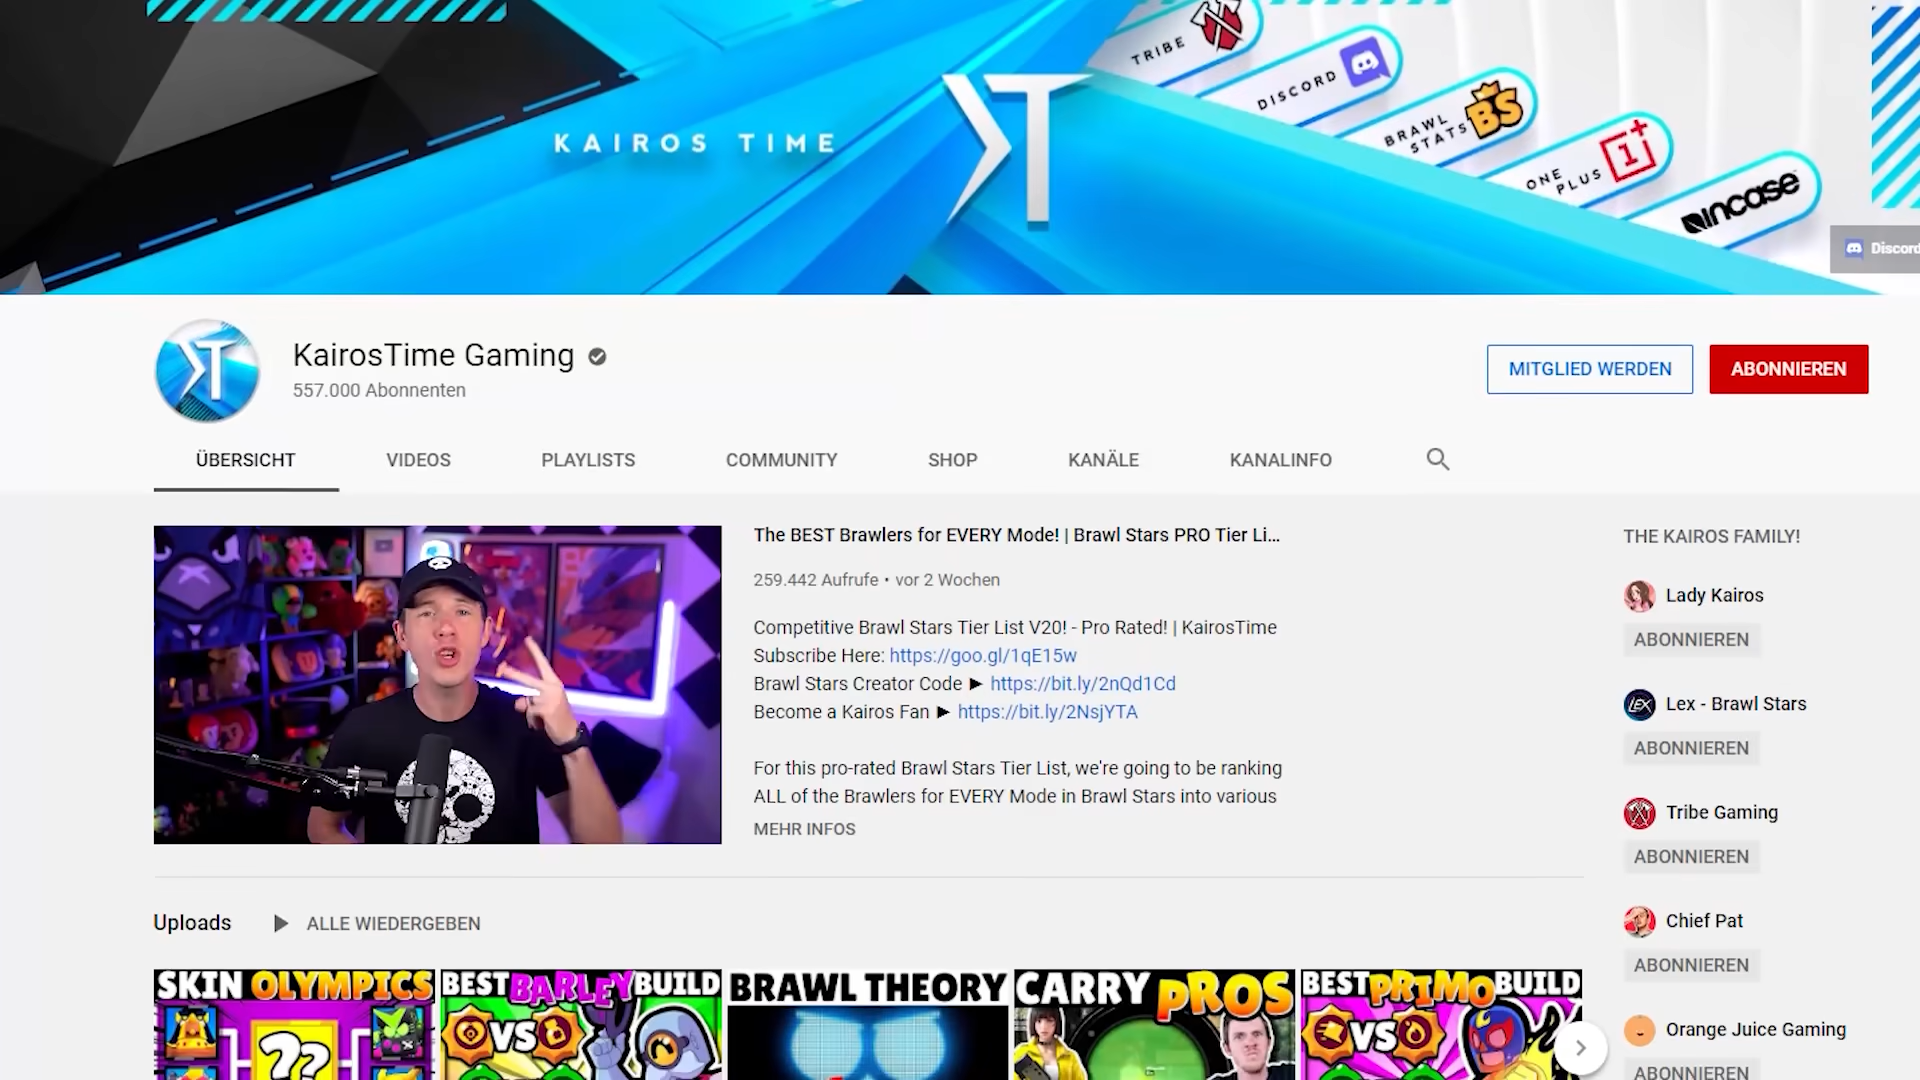 TRIBE
DISCORD
BRAWL
STATS
BS
ONE
PLUS
1+
incase
KAIROS TIME
KT
Discord
KairosTime Gaming
557.000 Abonnenten
MITGLIED WERDEN
ABONNIEREN
ÜBERSICHT
VIDEOS
PLAYLISTS
COMMUNITY
SHOP
KANÄLE
KANALINFO
The BEST Brawlers for EVERY Mode! | Brawl Stars PRO Tier Li...
259.442 Aufrufe • vor 2 Wochen
Competitive Brawl Stars Tier List V20! - Pro Rated! | KairosTime
Subscribe Here: https://goo.gl/1qE15w
Brawl Stars Creator Code ► https://bit.ly/2nQd1Cd
Become a Kairos Fan ► https://bit.ly/2NsjYTA
For this pro-rated Brawl Stars Tier List, we're going to be ranking
ALL of the Brawlers for EVERY Mode in Brawl Stars into various
MEHR INFOS
THE KAIROS FAMILY!
Lady Kairos
ABONNIEREN
Lex - Brawl Stars
LEX
ABONNIEREN
Tribe Gaming
ABONNIEREN
Chief Pat
ABONNIEREN
Orange Juice Gaming
ABONNIEREN
Uploads
ALLE WIEDERGEBEN
SKIN OLYMPICS
??
BEST BARLEY BUILD
VS
BRAWL THEORY
CARRY PROS
BEST PRIMO BUILD
VS